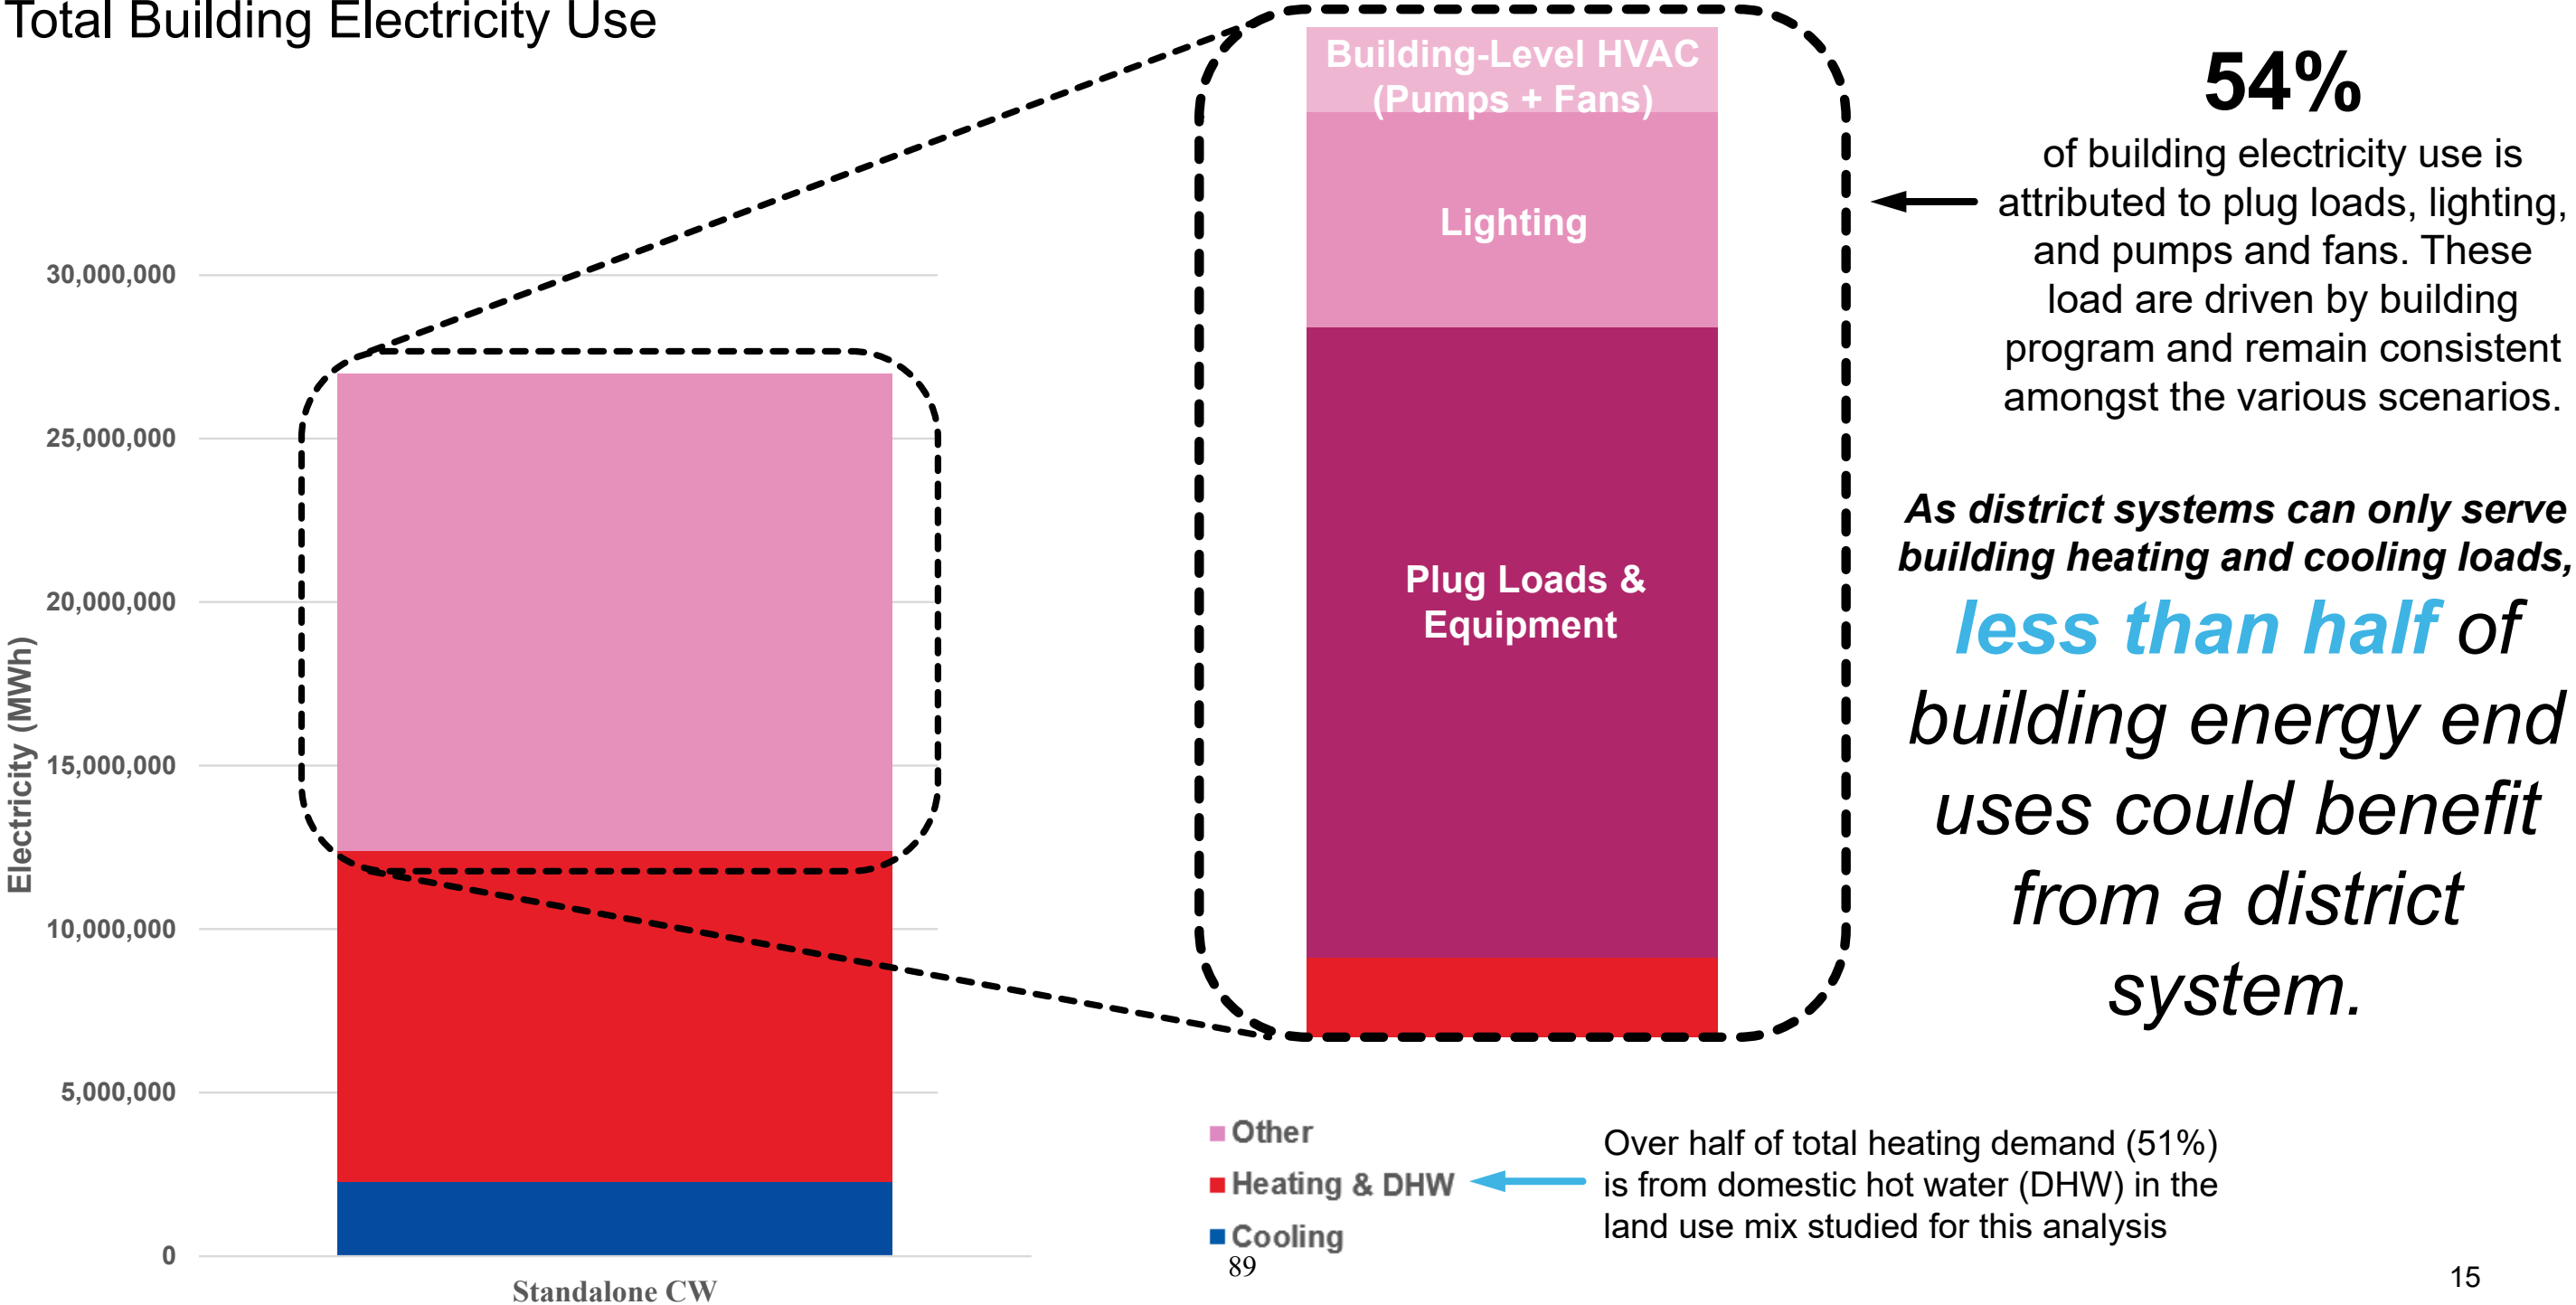 Total Building Electricity Use
30,000,000
25,000,000
20,000,000
15,000,000
10,000,000
5,000,000
0
Electricity (MWh)
Standalone CW
Building-Level HVAC
(Pumps + Fans)
Lighting
Plug Loads &
Equipment
54%
of building electricity use is
attributed to plug loads, lighting,
and pumps and fans. These
load are driven by building
program and remain consistent
amongst the various scenarios.
As district systems can only serve
building heating and cooling loads,
less than half of
building energy end
uses could benefit
from a district
system.
Other
Heating & DHW
Cooling
Over half of total heating demand (51%)
is from domestic hot water (DHW) in the
land use mix studied for this analysis
89
15